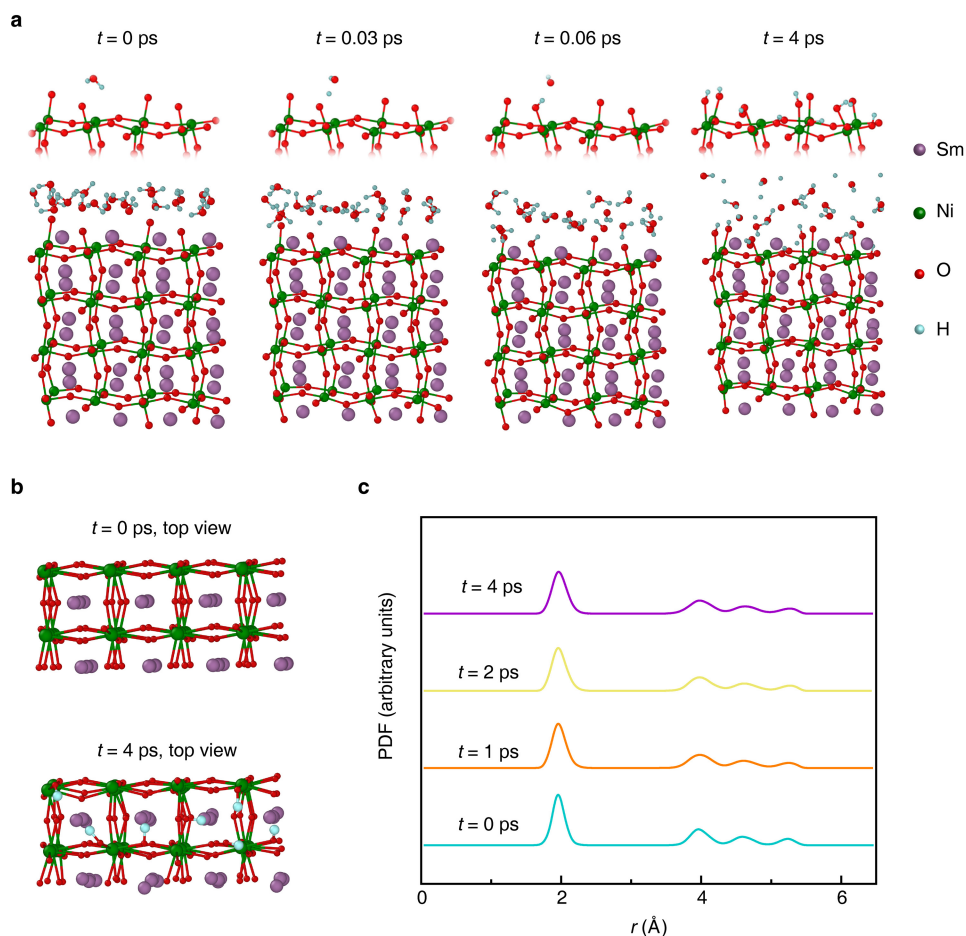 a
t = 0 ps
t = 0.03 ps
t = 0.06 ps
t = 4 ps
Sm
Ni
O
H
b
t = 0 ps, top view
t = 4 ps, top view
c
PDF (arbitrary units)
t = 4 ps
t = 2 ps
t = 1 ps
t = 0 ps
0 2 4 6
r (Å)